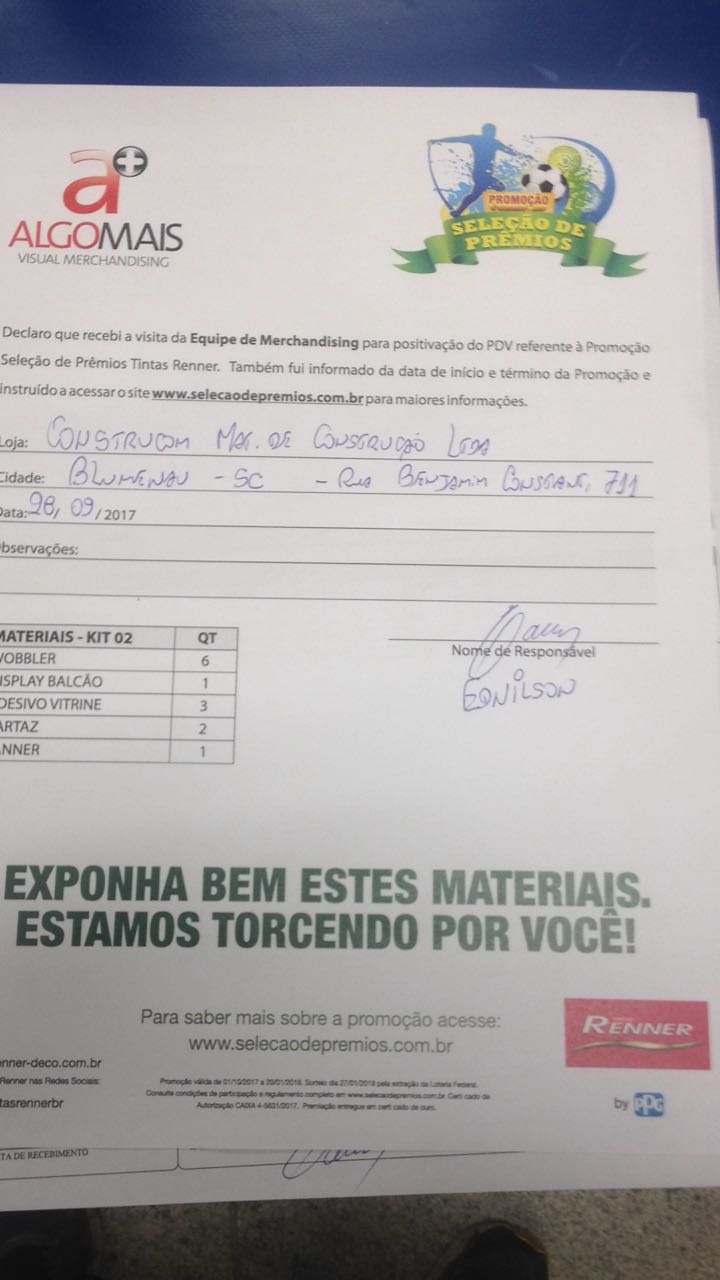 a+
ALGOMAIS
VISUAL MERCHANDISING
PROMOÇÃO
SELEÇÃO DE
PRÊMIOS
Declaro que recebi a visita da Equipe de Merchandising para positivação do PDV referente à Promoção
Seleção de Prêmios Tintas Renner. Também fui informado da data de início e término da Promoção e
instruído a acessar o site www.selecaodepremios.com.br para maiores informações.
Loja: CONSTRUCOM MAT. DE CONSTRUÇÃO LTDA
Cidade: BLUMENAU - SC - RUA BENJAMIN CONSTANT, 711
Data: 28/09/2017
Observações:
MATERIAIS - KIT 02 QT
WOBBLER 6
DISPLAY BALCÃO 1
ADESIVO VITRINE 3
CARTAZ 2
BANNER 1
Nome de Responsável
EDNILSON
EXPONHA BEM ESTES MATERIAIS.
ESTAMOS TORCENDO POR VOCÊ!
Para saber mais sobre a promoção acesse:
www.selecaodepremios.com.br
nner-deco.com.br
Renner nas Redes Sociais:
tasrennerbr
Promoção válida de 01/10/2017 a 20/01/2018. Sorteio dia 27/01/2018 pela extração da Loteria Federal.
Consulte condições de participação e regulamento completo em www.selecaodepremios.com.br. Certi cado de
Autorização CAIXA 4-5631/2017. Premiação entregue em certi cado de ouro.
RENNER
by PPG
TA DE RECEBIMENTO